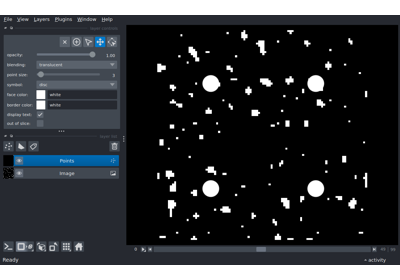 File View Layers Plugins Window Help
opacity: 1.00
blending: translucent
point size:
symbol: disc
face color: white
border color: white
display text:
out of slice:
Points
Image
Ready
activity